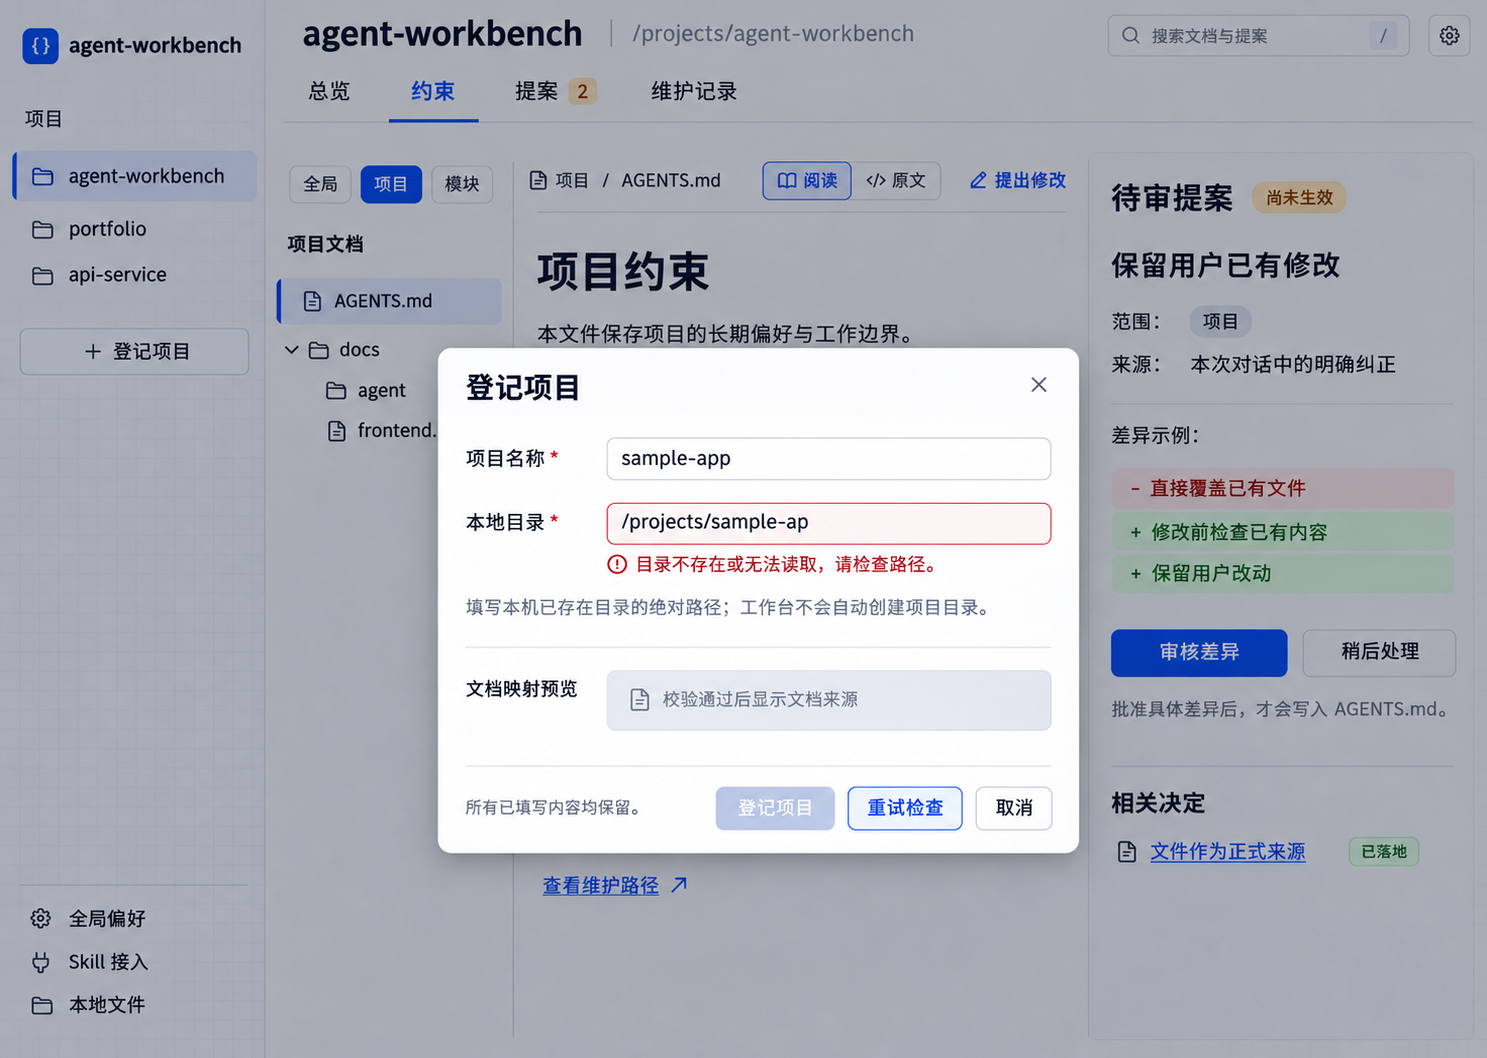 {} agent-workbench
项目
agent-workbench
portfolio
api-service
+ 登记项目
全局偏好
Skill 接入
本地文件
agent-workbench | /projects/agent-workbench
搜索文档与提案 /
总览 约束 提案 2 维护记录
全局 项目 模块
项目文档
AGENTS.md
docs
agent
frontend.
项目 / AGENTS.md
阅读 </> 原文
提出修改
项目约束
本文件保存项目的长期偏好与工作边界。
登记项目
项目名称 * sample-app
本地目录 * /projects/sample-ap
目录不存在或无法读取，请检查路径。
填写本机已存在目录的绝对路径；工作台不会自动创建项目目录。
文档映射预览 校验通过后显示文档来源
所有已填写内容均保留。 登记项目 重试检查 取消
查看维护路径
待审提案 尚未生效
保留用户已有修改
范围： 项目
来源： 本次对话中的明确纠正
差异示例：
- 直接覆盖已有文件
+ 修改前检查已有内容
+ 保留用户改动
审核差异 稍后处理
批准具体差异后，才会写入 AGENTS.md。
相关决定
文件作为正式来源 已落地